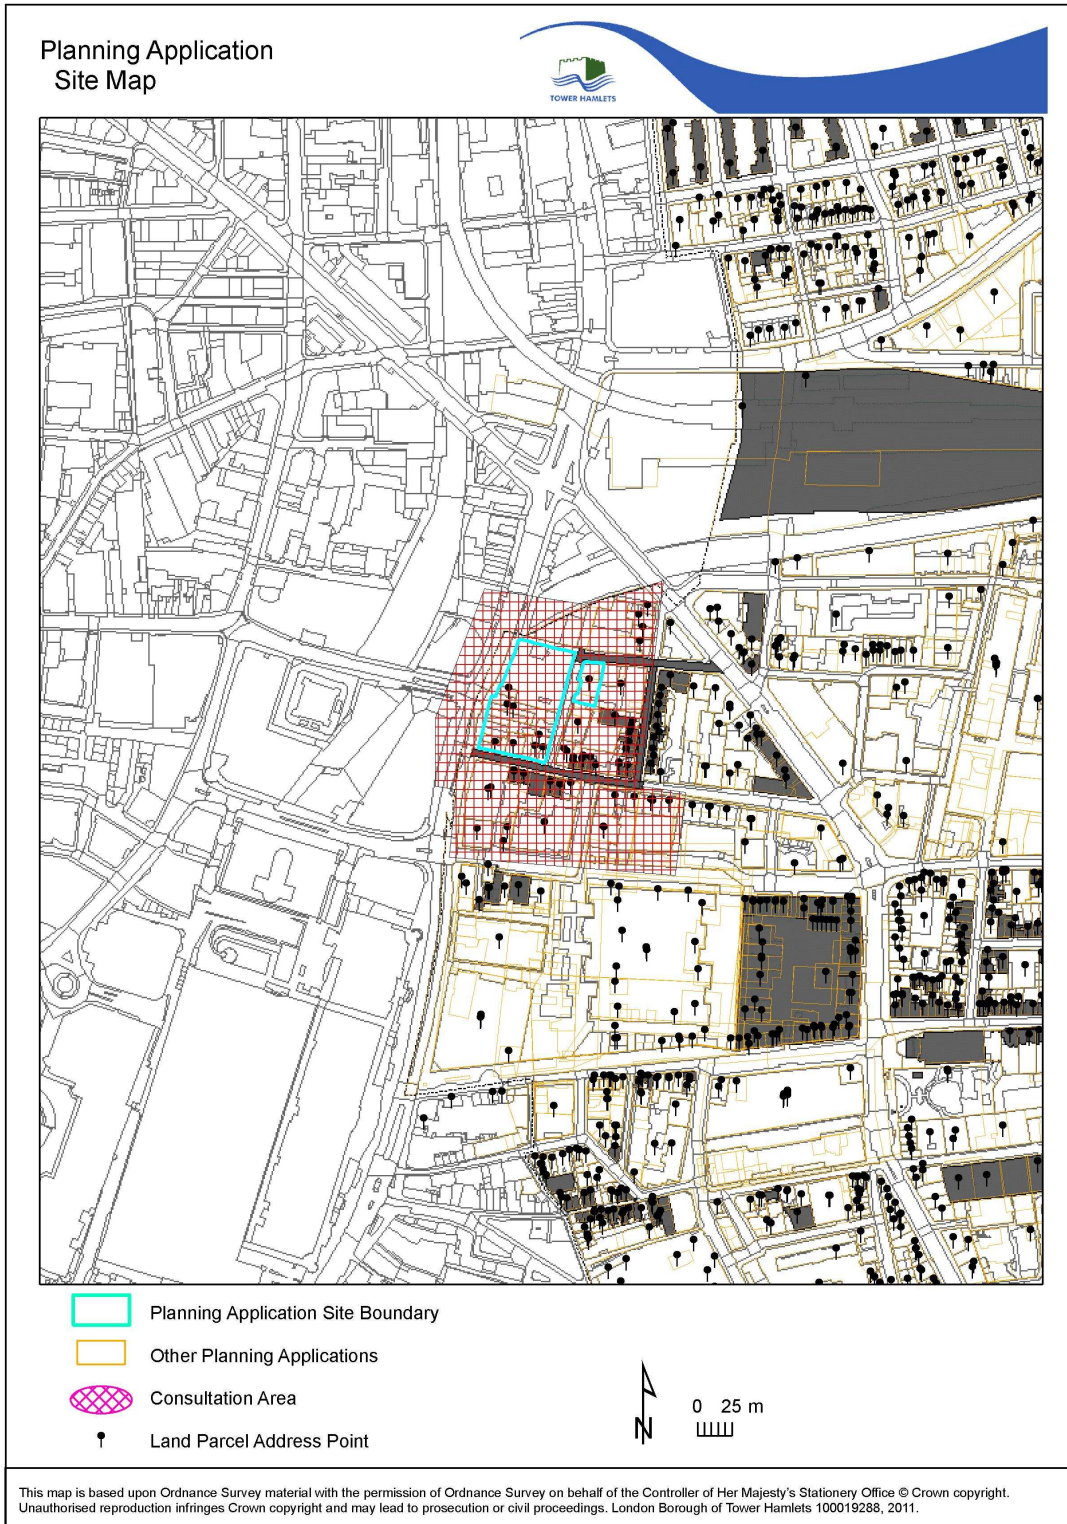 Planning Application
Site Map
TOWER HAMLETS
Planning Application Site Boundary
Other Planning Applications
Consultation Area
Land Parcel Address Point
N
0 25 m
This map is based upon Ordnance Survey material with the permission of Ordnance Survey on behalf of the Controller of Her Majesty's Stationery Office © Crown copyright.
Unauthorised reproduction infringes Crown copyright and may lead to prosecution or civil proceedings. London Borough of Tower Hamlets 100019288, 2011.